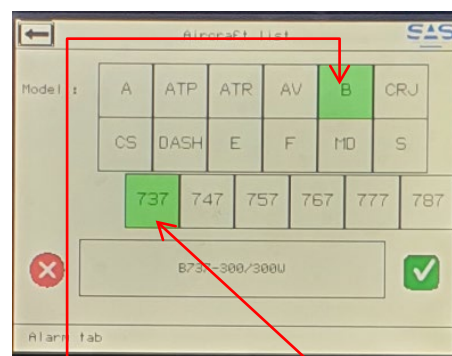 Aircraft list
SAS
Model : A ATP ATR AV B CRJ
CS DASH E F MD S
737 747 757 767 777 787
B737-300/300W
Alarm tab